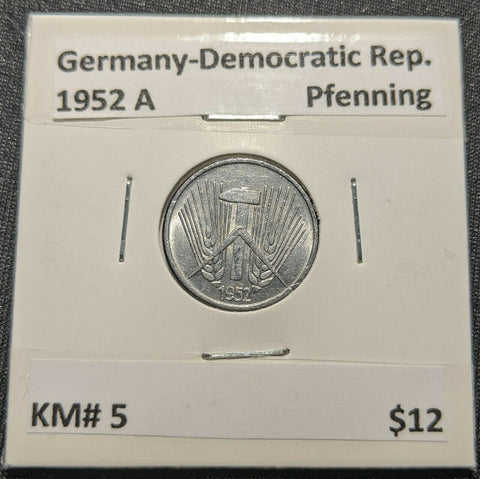 Germany-Democratic Rep.
1952 A Pfenning
1952
KM# 5 $12